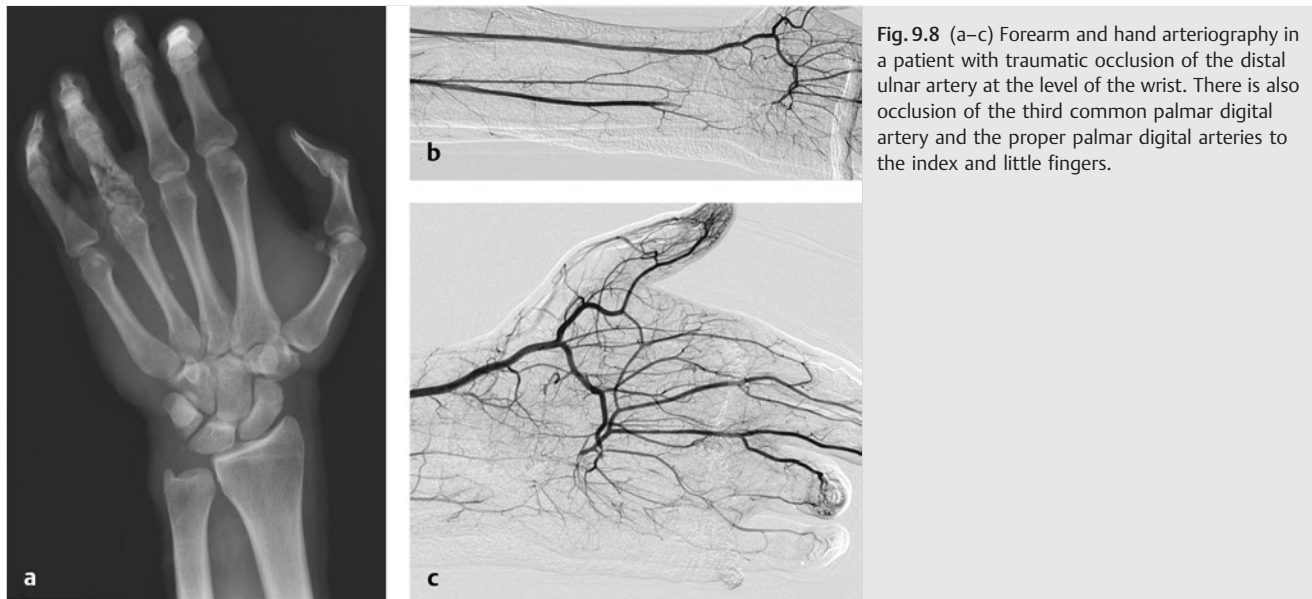 a
b
c
Fig. 9.8 (a–c) Forearm and hand arteriography in
a patient with traumatic occlusion of the distal
ulnar artery at the level of the wrist. There is also
occlusion of the third common palmar digital
artery and the proper palmar digital arteries to
the index and little fingers.